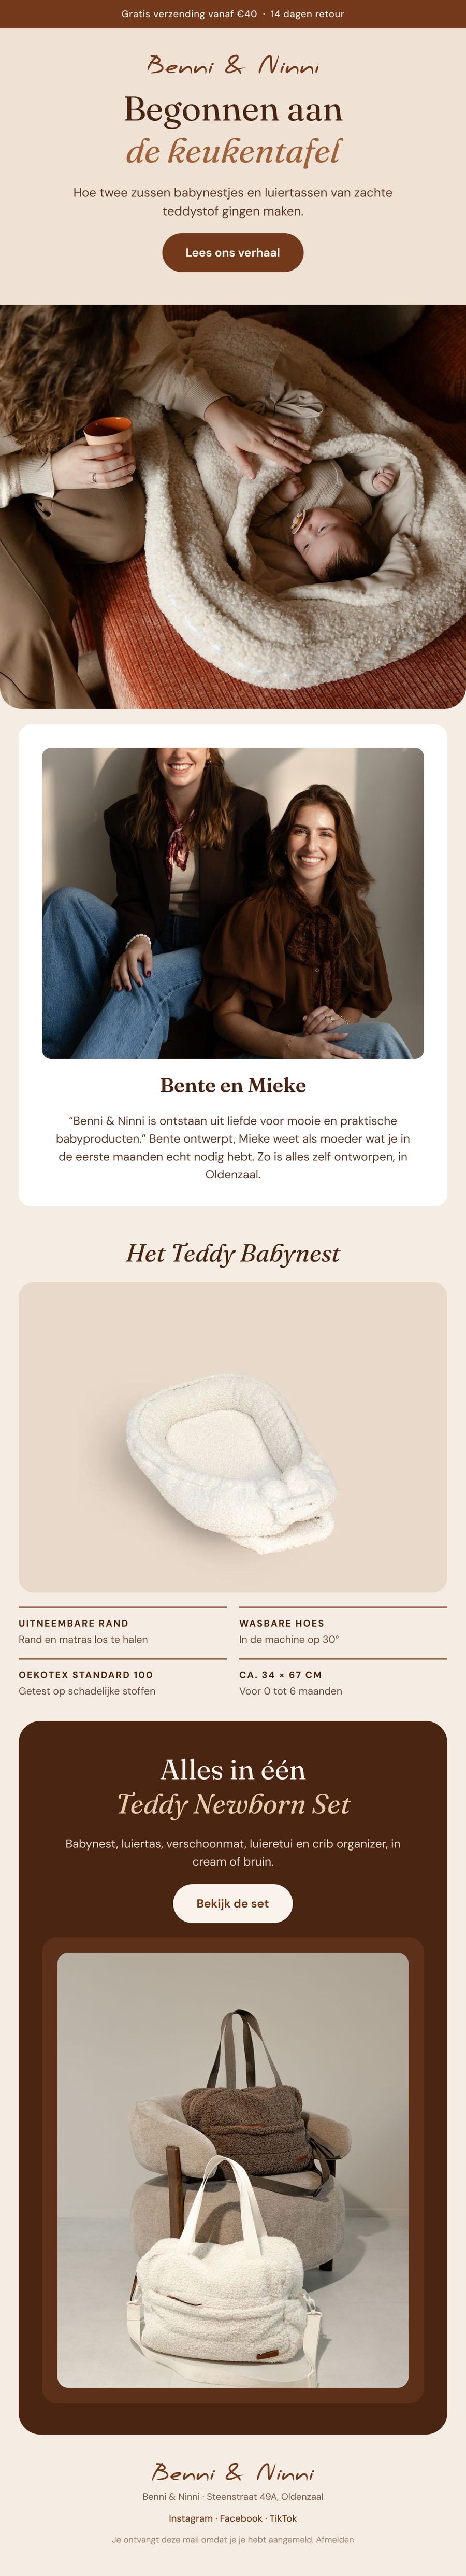 Gratis verzending vanaf €40 · 14 dagen retour
Benni & Ninni
Begonnen aan
de keukentafel
Hoe twee zussen babynestjes en luiertassen van zachte
teddystof gingen maken.
Lees ons verhaal
Bente en Mieke
“Benni & Ninni is ontstaan uit liefde voor mooie en praktische
babyproducten.” Bente ontwerpt, Mieke weet als moeder wat je in
de eerste maanden echt nodig hebt. Zo is alles zelf ontworpen, in
Oldenzaal.
Het Teddy Babynest
UITNEEMBARE RAND
Rand en matras los te halen
WASBARE HOES
In de machine op 30°
OEKOTEX STANDARD 100
Getest op schadelijke stoffen
CA. 34 × 67 CM
Voor 0 tot 6 maanden
Alles in één
Teddy Newborn Set
Babynest, luiertas, verschoonmat, luieretui en crib organizer, in
cream of bruin.
Bekijk de set
Benni & Ninni
Benni & Ninni · Steenstraat 49A, Oldenzaal
Instagram · Facebook · TikTok
Je ontvangt deze mail omdat je je hebt aangemeld. Afmelden